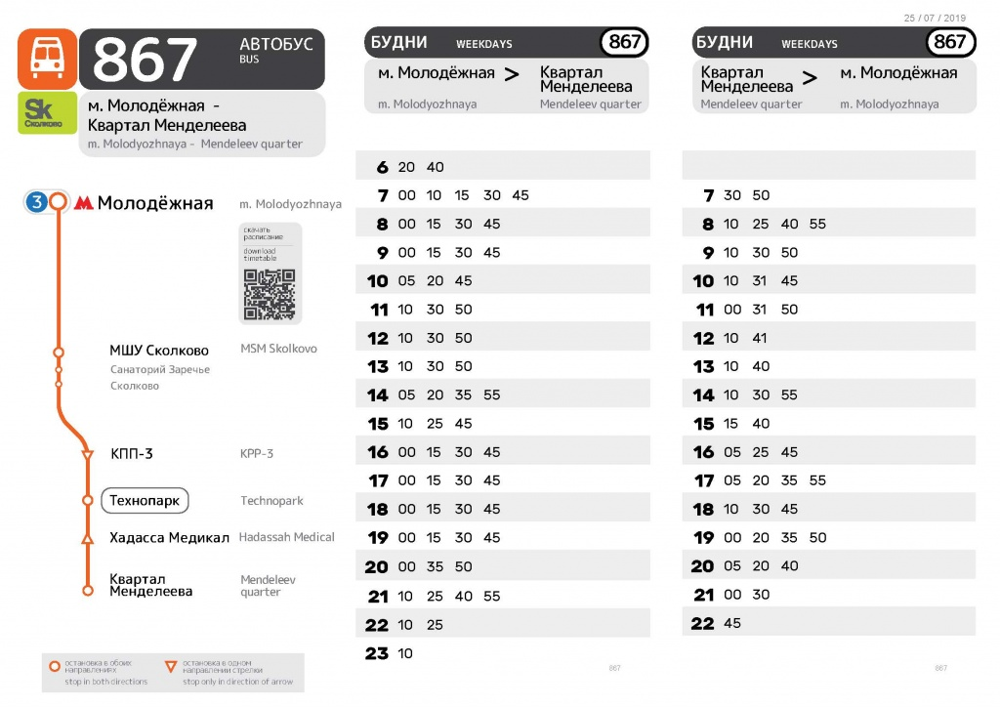 25 / 07 / 2019
867 АВТОБУС
BUS
Sk
Сколково
м. Молодёжная -
Квартал Менделеева
m. Molodyozhnaya - Mendeleev quarter
3 М Молодёжная m. Molodyozhnaya
скачать
расписание
download
timetable
МШУ Сколково MSM Skolkovo
Санаторий Заречье
Сколково
КПП-3 KPP-3
Технопарк Technopark
Хадасса Медикал Hadassah Medical
Квартал Mendeleev
Менделеева quarter
остановка в обоих
направлениях
stop in both directions
остановка в одном
направлении стрелки
stop only in direction of arrow
БУДНИ WEEKDAYS 867
м. Молодёжная > Квартал
Менделеева
m. Molodyozhnaya Mendeleev quarter
6 20 40
7 00 10 15 30 45
8 00 15 30 45
9 00 15 30 45
10 05 20 45
11 10 30 50
12 10 30 50
13 10 30 50
14 05 20 35 55
15 10 25 45
16 00 15 30 45
17 00 15 30 45
18 00 15 30 45
19 00 15 30 45
20 00 35 50
21 10 25 40 55
22 10 25
23 10
867
БУДНИ WEEKDAYS 867
Квартал
Менделеева > м. Молодёжная
Mendeleev quarter m. Molodyozhnaya
7 30 50
8 10 25 40 55
9 10 30 50
10 10 31 45
11 00 31 50
12 10 41
13 10 40
14 10 30 55
15 15 40
16 05 25 45
17 05 20 35 55
18 10 30 45
19 00 20 35 50
20 05 20 40
21 00 30
22 45
867